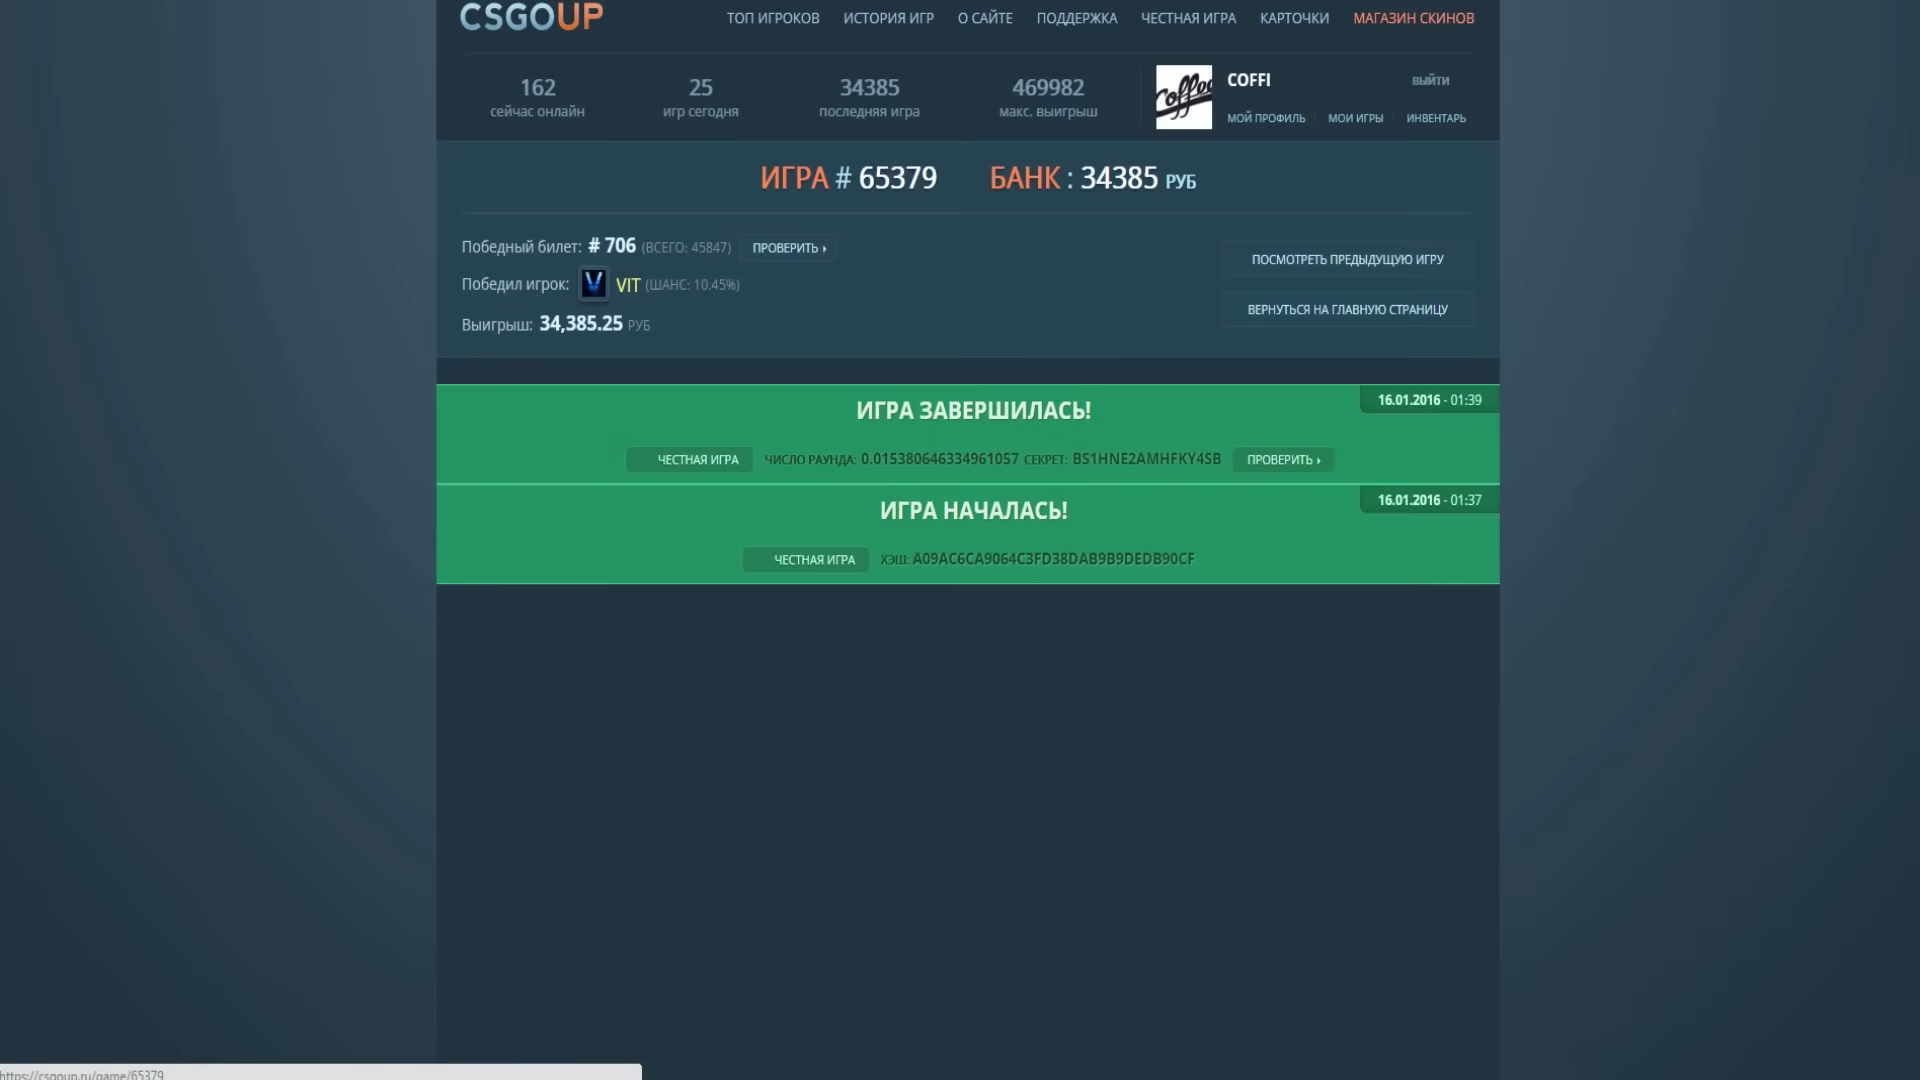 CSGOUP
ТОП ИГРОКОВ ИСТОРИЯ ИГР О САЙТЕ ПОДДЕРЖКА ЧЕСТНАЯ ИГРА КАРТОЧКИ МАГАЗИН СКИНОВ
162 25 34385 469982
сейчас онлайн игр сегодня последняя игра макс. выигрыш
Coffee
COFFI ВЫЙТИ
МОЙ ПРОФИЛЬ МОИ ИГРЫ ИНВЕНТАРЬ
ИГРА # 65379 БАНК : 34385 РУБ
Победный билет: # 706 (ВСЕГО: 45847) ПРОВЕРИТЬ
Победил игрок: V VIT (ШАНС: 10.45%)
Выигрыш: 34,385.25 РУБ
ПОСМОТРЕТЬ ПРЕДЫДУЩУЮ ИГРУ
ВЕРНУТЬСЯ НА ГЛАВНУЮ СТРАНИЦУ
ИГРА ЗАВЕРШИЛАСЬ!
16.01.2016 - 01:39
ЧЕСТНАЯ ИГРА ЧИСЛО РАУНДА: 0.015380646334961057 СЕКРЕТ: BS1HNE2AMHFKY4SB ПРОВЕРИТЬ
ИГРА НАЧАЛАСЬ!
16.01.2016 - 01:37
ЧЕСТНАЯ ИГРА ХЭШ: A09AC6CA9064C3FD38DAB9B9DEDB90CF
https://csgoup.ru/game/65379